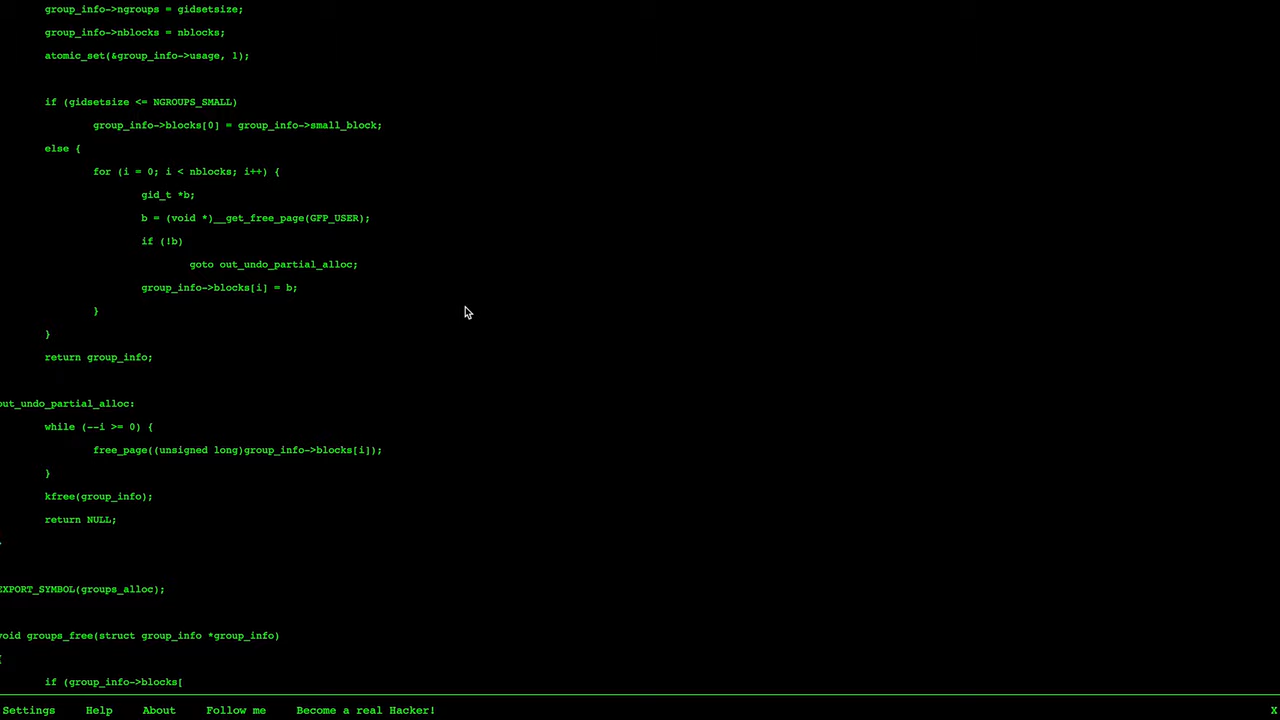 group_info->ngroups = gidsetsize;
group_info->nblocks = nblocks;
atomic_set(&group_info->usage, 1);
if (gidsetsize <= NGROUPS_SMALL)
group_info->blocks[0] = group_info->small_block;
else {
for (i = 0; i < nblocks; i++) {
gid_t *b;
b = (void *)__get_free_page(GFP_USER);
if (!b)
goto out_undo_partial_alloc;
group_info->blocks[i] = b;
}
}
return group_info;
out_undo_partial_alloc:
while (--i >= 0) {
free_page((unsigned long)group_info->blocks[i]);
}
kfree(group_info);
return NULL;
}
EXPORT_SYMBOL(groups_alloc);
void groups_free(struct group_info *group_info)
{
if (group_info->blocks[
Settings Help About Follow me Become a real Hacker! X